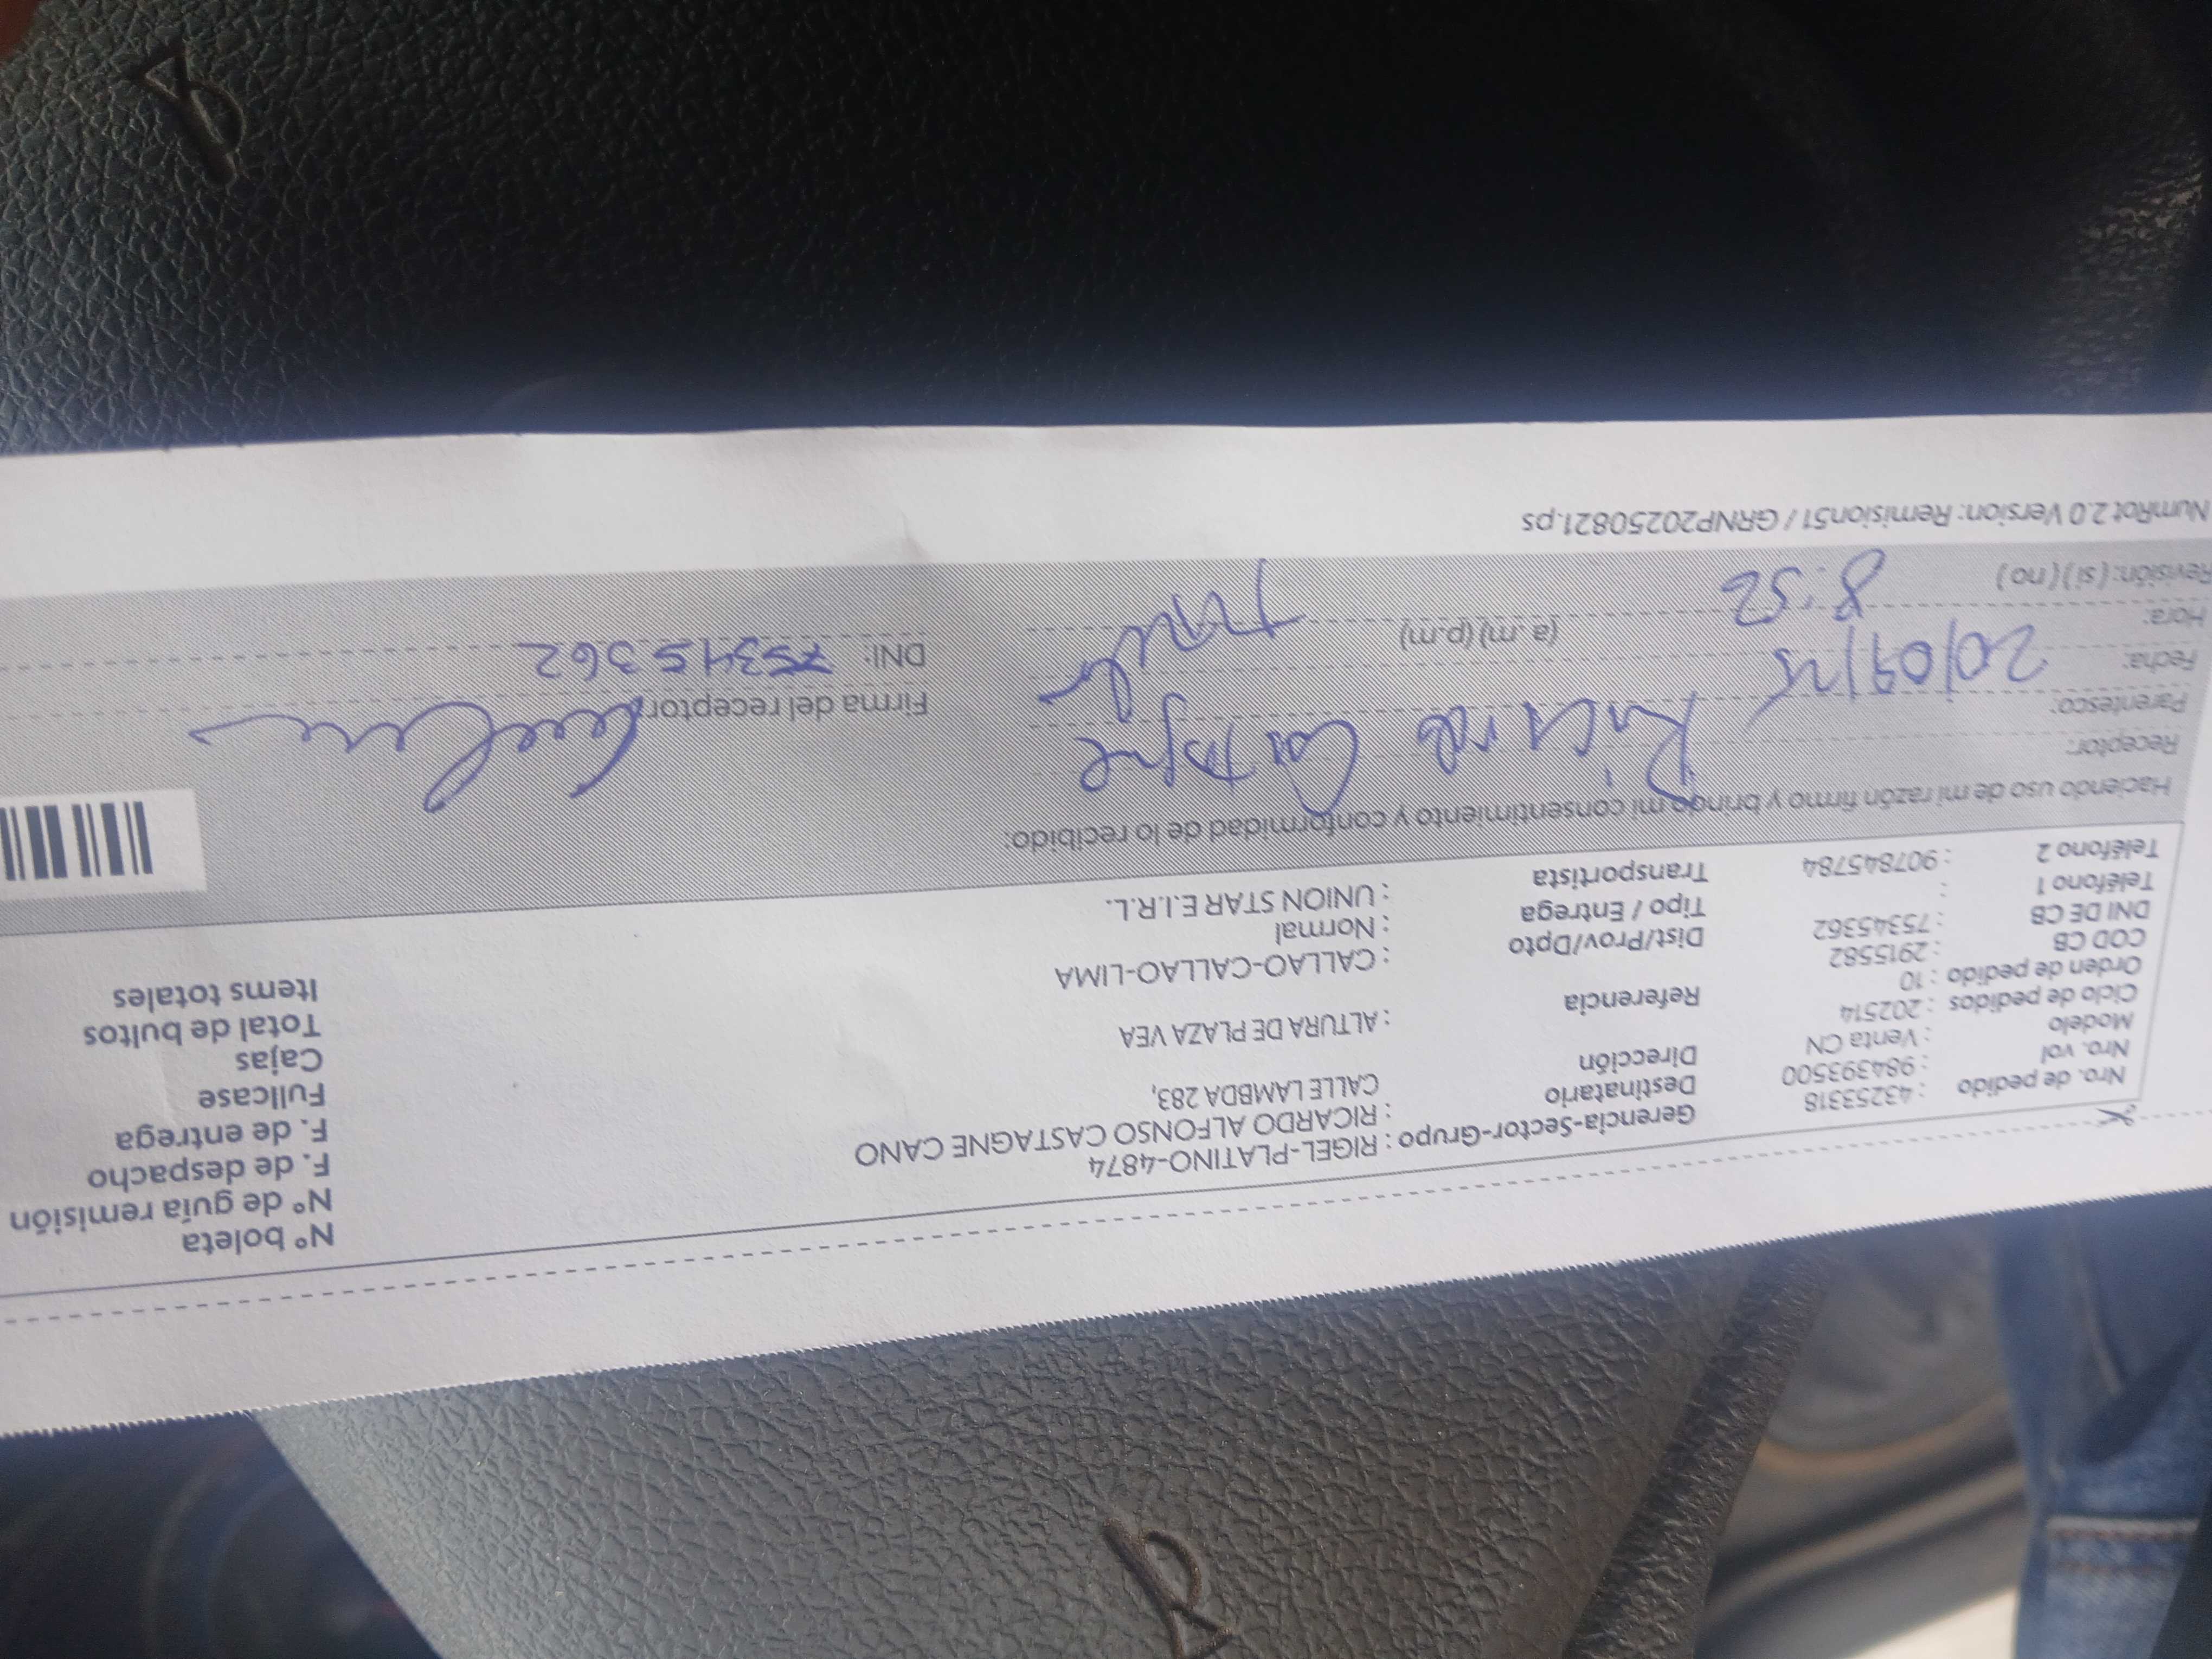 Nro. de pedido : 43253318 Gerencia-Sector-Grupo : RIGEL-PLATINO-4874 N° boleta
Nro. vol : 984393500 Destinatario : RICARDO ALFONSO CASTAGNE CANO N° de guía remisión
Modelo : Venta CN Dirección CALLE LAMBDA 283, F. de despacho
Ciclo de pedidos : 202514 F. de entrega
Orden de pedido : 10 Referencia : ALTURA DE PLAZA VEA Fullcase
COD CB : 2915582 Cajas
DNI DE CB : 75345362 Dist/Prov/Dpto : CALLAO-CALLAO-LIMA Total de bultos
Teléfono 1 : Tipo / Entrega : Normal Items totales
Teléfono 2 : 907845784 Transportista : UNION STAR E.I.R.L.
Haciendo uso de mi razón firmo y brindo mi consentimiento y conformidad de lo recibido:
Receptor: Ricardo Castagne
Parentesco: Firma del receptor
Fecha: 20/09/25 DNI: 75345362
Hora: 8:52 (a .m) (p.m)
Revisión: ( si ) ( no )
NumRot 2.0 Version: Remision51 / GRNP20250821.ps